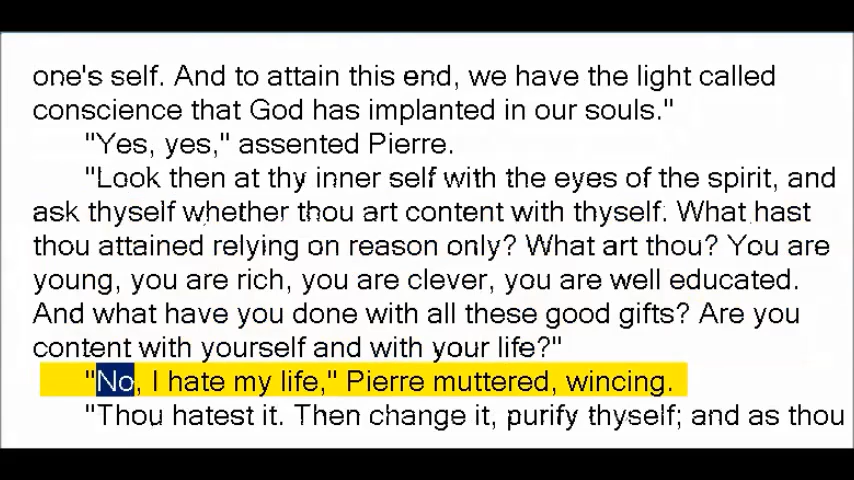 one's self. And to attain this end, we have the light called
conscience that God has implanted in our souls."
"Yes, yes," assented Pierre.
"Look then at thy inner self with the eyes of the spirit, and
ask thyself whether thou art content with thyself. What hast
thou attained relying on reason only? What art thou? You are
young, you are rich, you are clever, you are well educated.
And what have you done with all these good gifts? Are you
content with yourself and with your life?"
"No, I hate my life," Pierre muttered, wincing.
"Thou hatest it. Then change it, purify thyself; and as thou